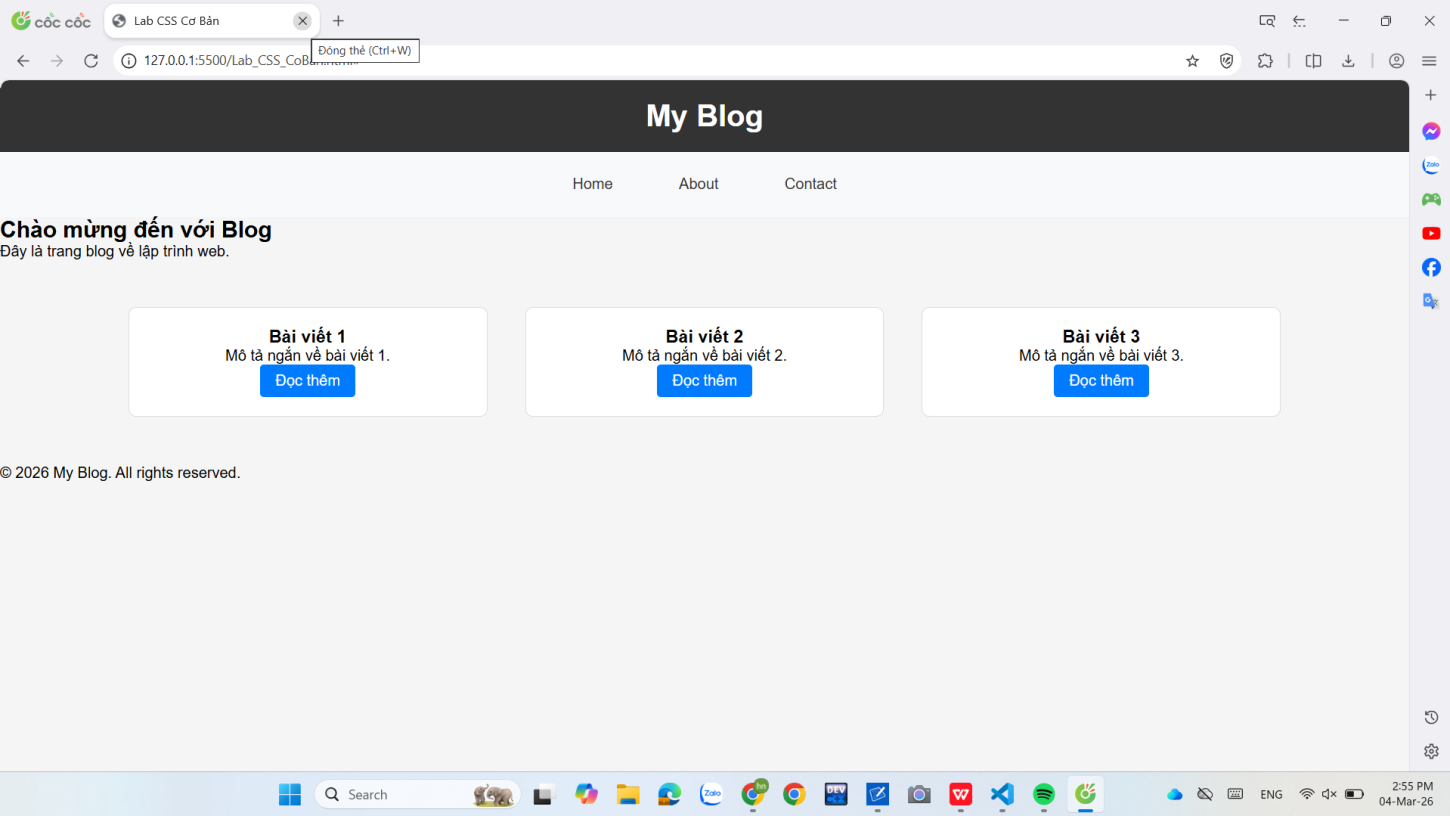 cốc cốc
Lab CSS Cơ Bản
Đóng thẻ (Ctrl+W)
127.0.0.1:5500/Lab_CSS_CoBan.html#
My Blog
Home About Contact
Chào mừng đến với Blog
Đây là trang blog về lập trình web.
Bài viết 1
Mô tả ngắn về bài viết 1.
Đọc thêm
Bài viết 2
Mô tả ngắn về bài viết 2.
Đọc thêm
Bài viết 3
Mô tả ngắn về bài viết 3.
Đọc thêm
© 2026 My Blog. All rights reserved.
Zalo
Search
Zalo
hn
DEV
ENG
2:55 PM
04-Mar-26